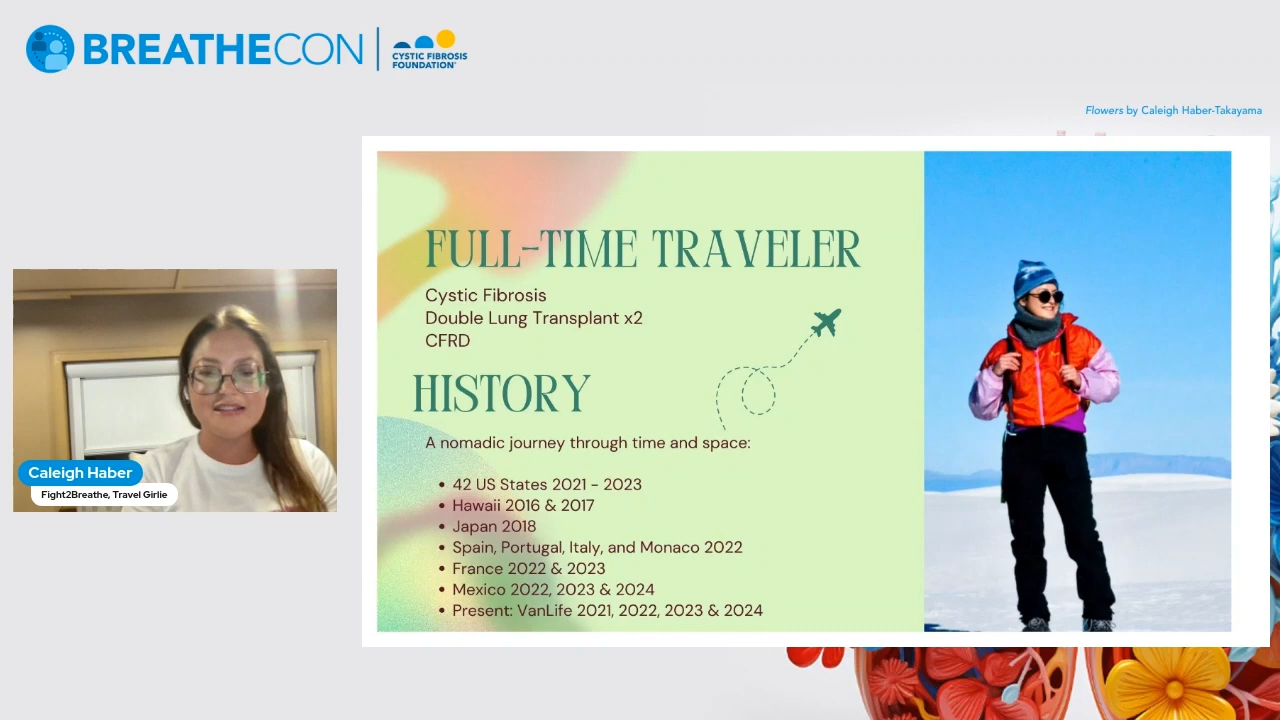 BREATHECON
CYSTIC FIBROSIS
FOUNDATION
Flowers by Caleigh Haber-Takayama
FULL-TIME TRAVELER
Cystic Fibrosis
Double Lung Transplant x2
CFRD
HISTORY
A nomadic journey through time and space:
• 42 US States 2021 - 2023
• Hawaii 2016 & 2017
• Japan 2018
• Spain, Portugal, Italy, and Monaco 2022
• France 2022 & 2023
• Mexico 2022, 2023 & 2024
• Present: VanLife 2021, 2022, 2023 & 2024
Caleigh Haber
Fight2Breathe, Travel Girlie